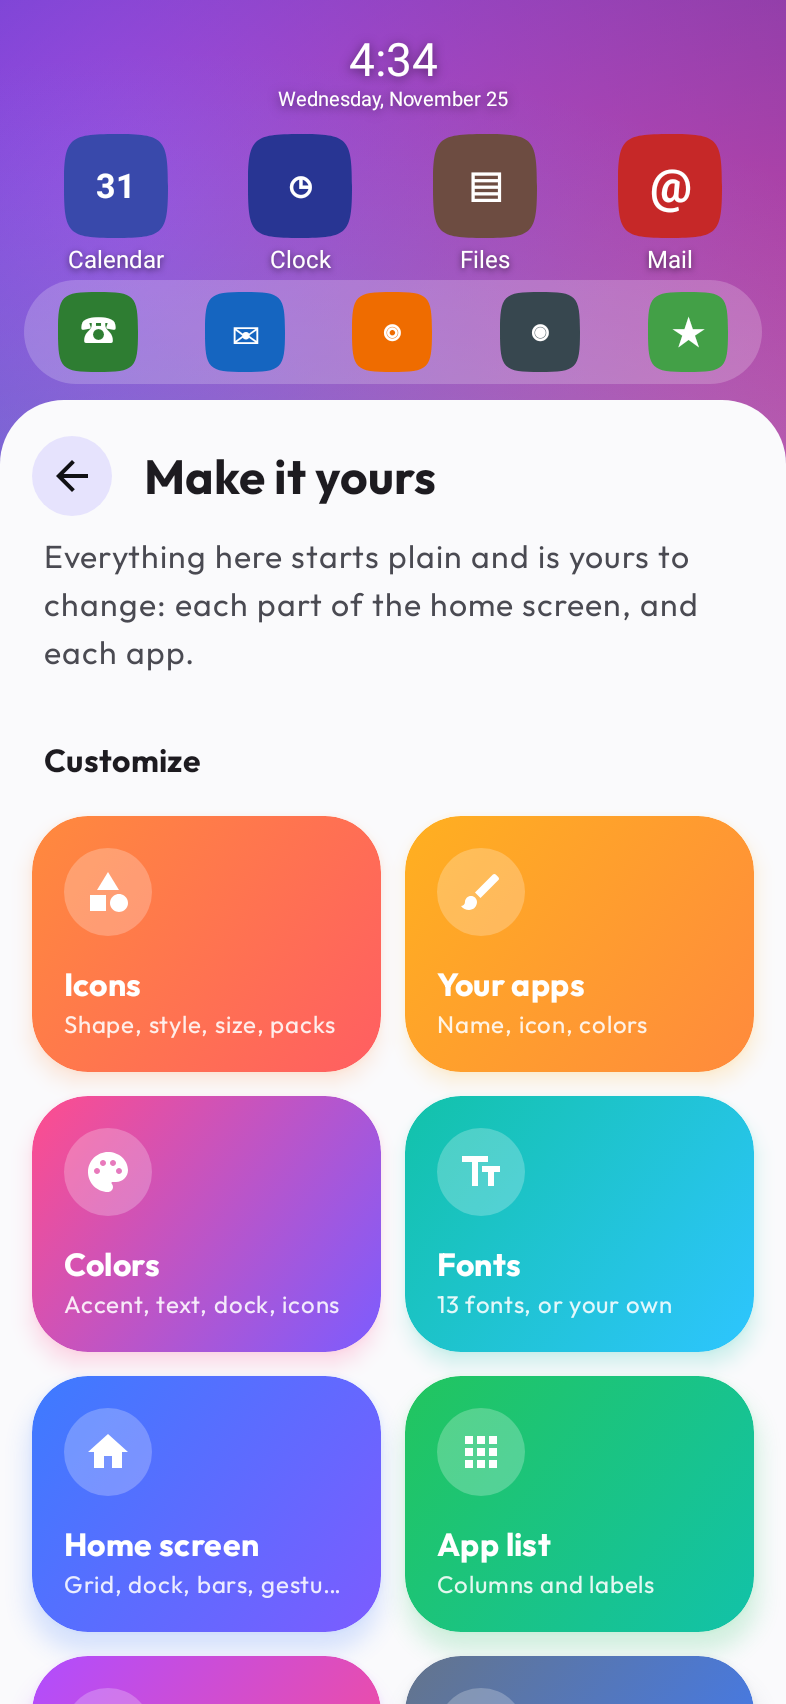 4:34
Wednesday, November 25
31
@
Calendar
Clock
Files
Mail
Make it yours
Everything here starts plain and is yours to
change: each part of the home screen, and
each app.
Customize
Icons
Shape, style, size, packs
Your apps
Name, icon, colors
Colors
Accent, text, dock, icons
Fonts
13 fonts, or your own
Home screen
Grid, dock, bars, gestu…
App list
Columns and labels